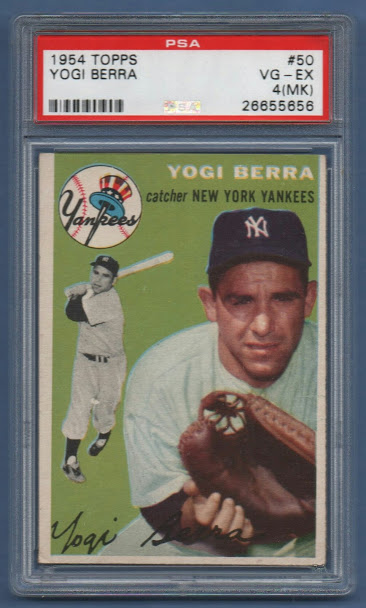 PSA
1954 TOPPS #50
YOGI BERRA VG-EX
4(MK)
26655656
YOGI BERRA
catcher NEW YORK YANKEES
Yankees
NY
Yogi Berra